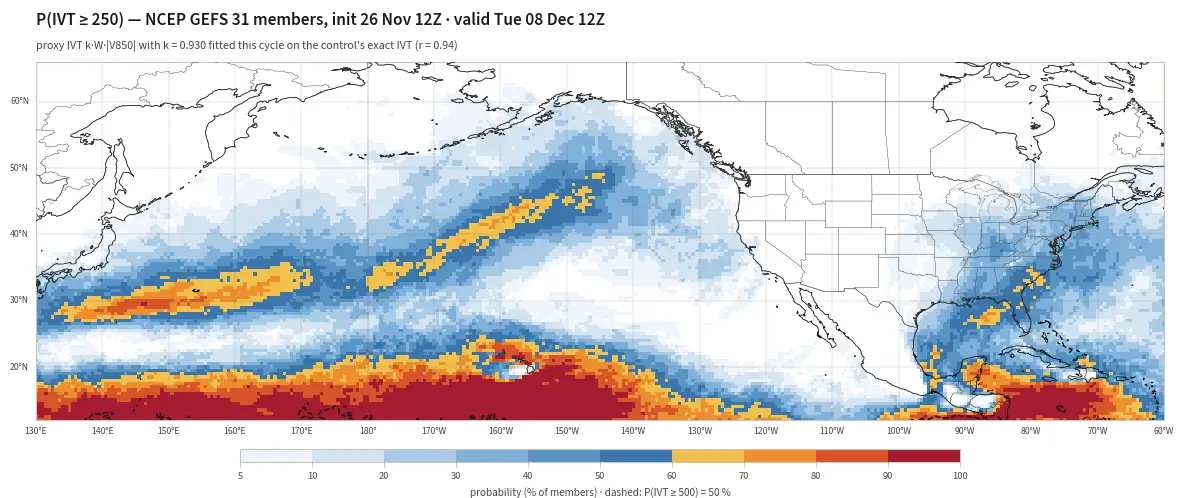 P(IVT ≥ 250) — NCEP GEFS 31 members, init 26 Nov 12Z · valid Tue 08 Dec 12Z
proxy IVT k·W·|V850| with k = 0.930 fitted this cycle on the control's exact IVT (r = 0.94)
60°N
50°N
40°N
30°N
20°N
130°E 140°E 150°E 160°E 170°E 180° 170°W 160°W 150°W 140°W 130°W 120°W 110°W 100°W 90°W 80°W 70°W 60°W
5 10 20 30 40 50 60 70 80 90 100
probability (% of members) · dashed: P(IVT ≥ 500) = 50 %